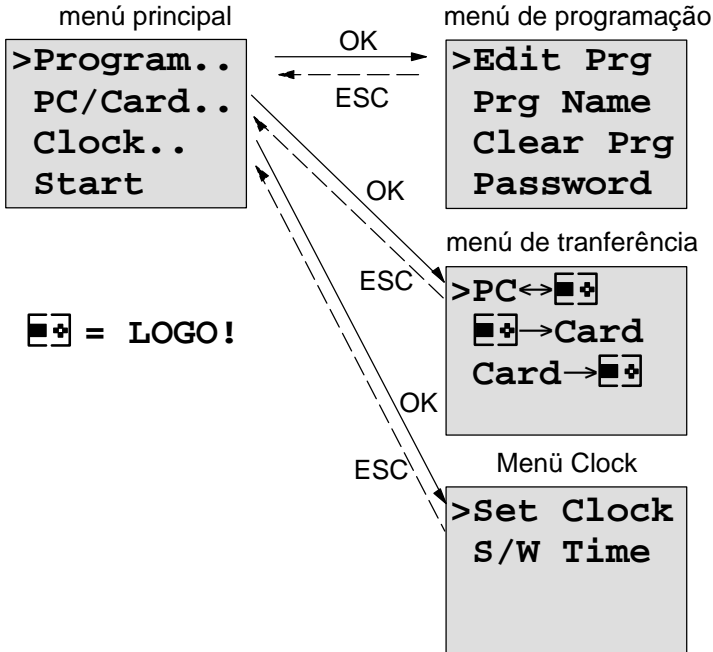 menú principal
>Program..
PC/Card..
Clock..
Start
OK
ESC
menú de programação
>Edit Prg
Prg Name
Clear Prg
Password
OK
ESC
menú de tranferência
>PC↔
→Card
Card→
= LOGO!
OK
ESC
Menü Clock
>Set Clock
S/W Time